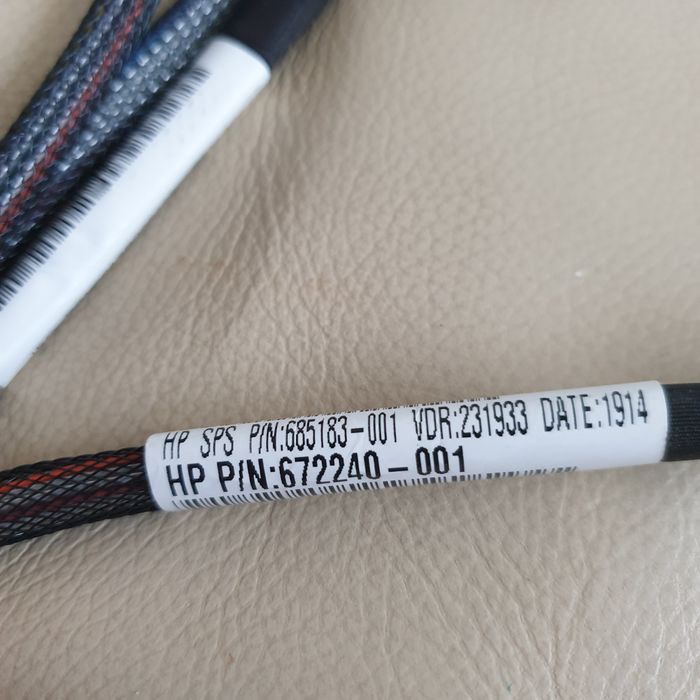 HP SPS P/N:685183-001 VDR:231933 DATE:1914
HP P/N:672240-001